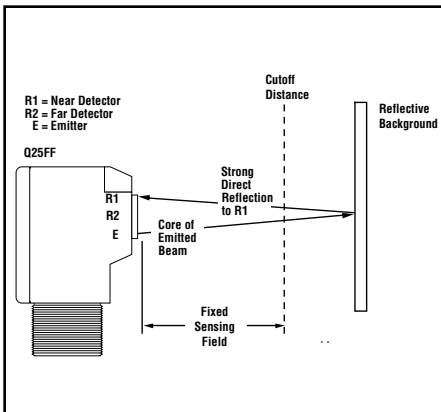 Cutoff
Distance
R1 = Near Detector
R2 = Far Detector
E = Emitter
Reflective
Background
Q25FF
Strong
Direct
Reflection
to R1
R1
R2
E
Core of
Emitted
Beam
Fixed
Sensing
Field